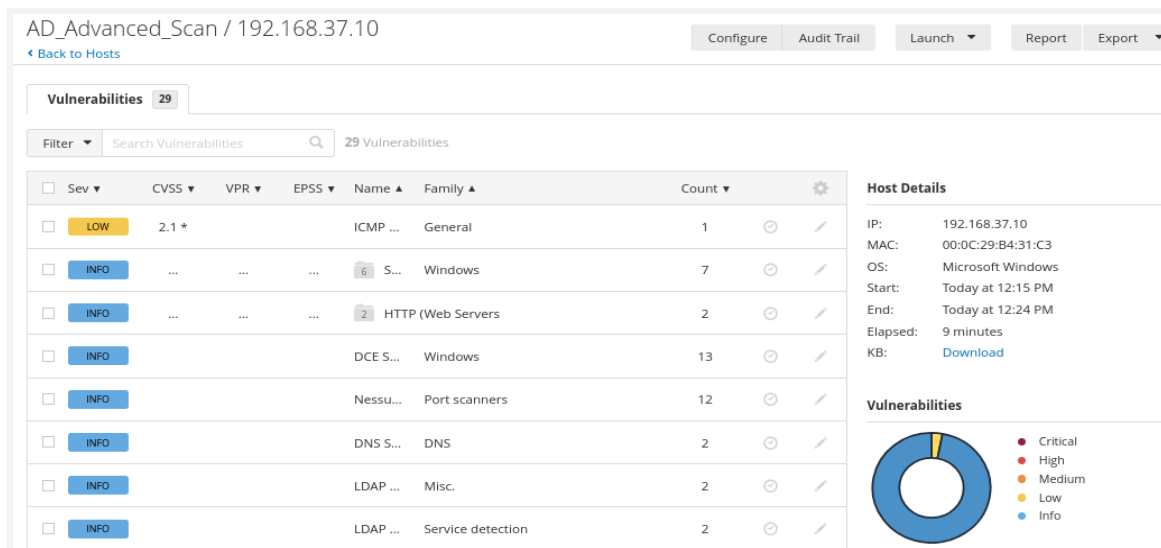 AD_Advanced_Scan / 192.168.37.10
Configure Audit Trail Launch Report Export
Back to Hosts
Vulnerabilities 29
Filter Search Vulnerabilities 29 Vulnerabilities
Sev CVSS VPR EPSS Name Family Count
LOW 2.1 * ICMP ... General 1
INFO ... ... ... 6 S... Windows 7
INFO ... ... ... 2 HTTP (Web Servers 2
INFO DCE S... Windows 13
INFO Nessu... Port scanners 12
INFO DNS S... DNS 2
INFO LDAP ... Misc. 2
INFO LDAP ... Service detection 2
Host Details
IP: 192.168.37.10
MAC: 00:0C:29:B4:31:C3
OS: Microsoft Windows
Start: Today at 12:15 PM
End: Today at 12:24 PM
Elapsed: 9 minutes
KB: Download
Vulnerabilities
Critical
High
Medium
Low
Info